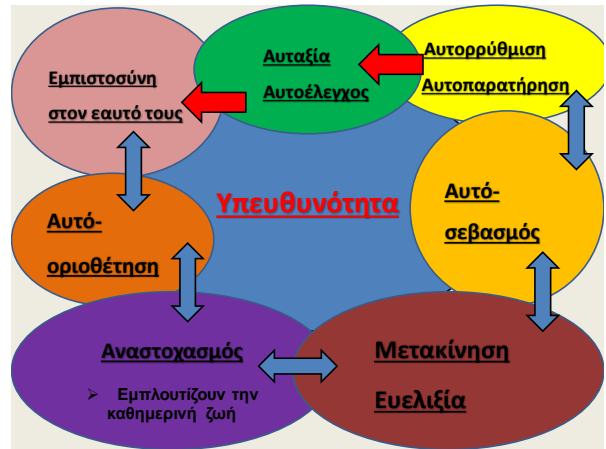 Εμπιστοσύνη
στον εαυτό τους
Αυταξία
Αυτοέλεγχος
Αυτορρύθμιση
Αυτοπαρατήρηση
Υπευθυνότητα
Αυτό-
οριοθέτηση
Αυτό-
σεβασμός
Αναστοχασμός
➢ Εμπλουτίζουν την
καθημερινή ζωή
Μετακίνηση
Ευελιξία